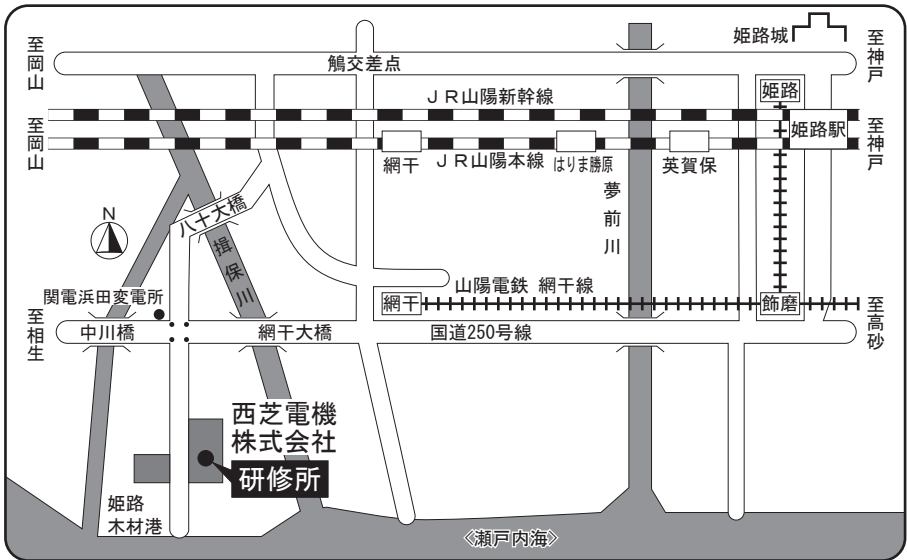 姫路城
至岡山
至神戸
鵤交差点
姫路
JR山陽新幹線
至岡山
姫路駅
至神戸
網干
JR山陽本線
はりま勝原
英賀保
夢前川
八十大橋
N
揖保川
山陽電鉄 網干線
関電浜田変電所
網干
飾磨
至相生
至高砂
中川橋
網干大橋
国道250号線
西芝電機
株式会社
研修所
姫路
木材港
〈瀬戸内海〉